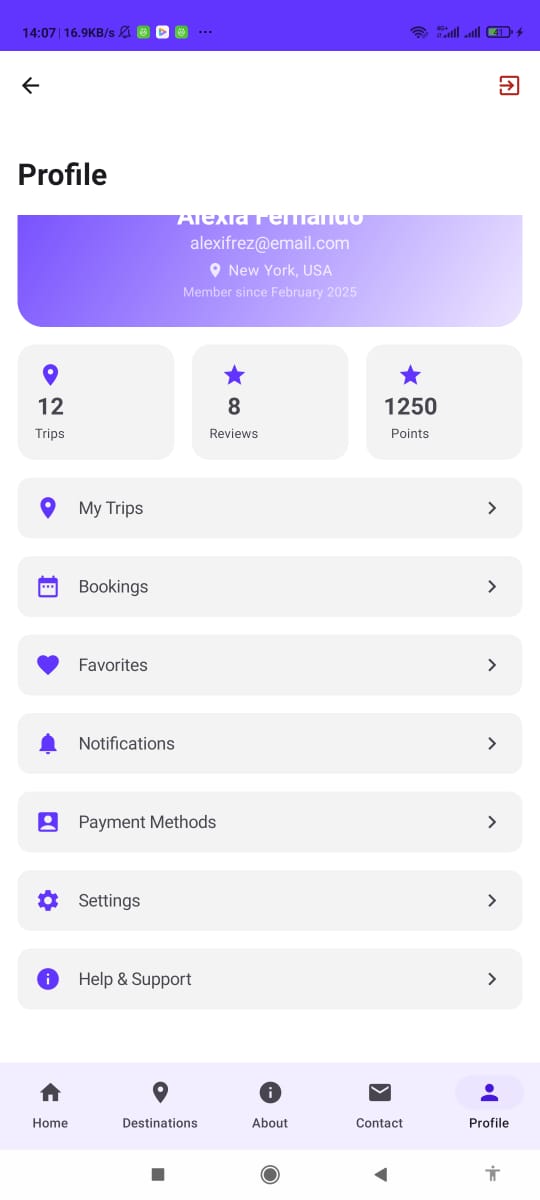 14:07 | 16.9KB/s
4G+
41
Profile
Alexia Fernando
alexifrez@email.com
New York, USA
Member since February 2025
12
Trips
8
Reviews
1250
Points
My Trips
Bookings
Favorites
Notifications
Payment Methods
Settings
Help & Support
Home
Destinations
About
Contact
Profile